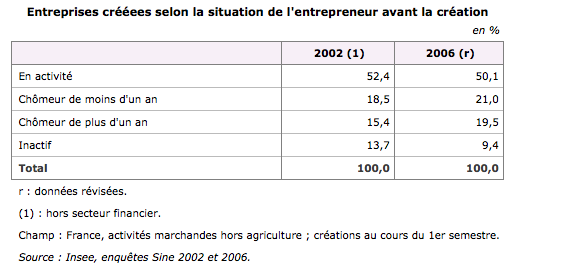 Entreprises créées selon la situation de l'entrepreneur avant la création
en %
2002 (1) 2006 (r)
En activité 52,4 50,1
Chômeur de moins d'un an 18,5 21,0
Chômeur de plus d'un an 15,4 19,5
Inactif 13,7 9,4
Total 100,0 100,0
r : données révisées.
(1) : hors secteur financier.
Champ : France, activités marchandes hors agriculture ; créations au cours du 1er semestre.
Source : Insee, enquêtes Sine 2002 et 2006.